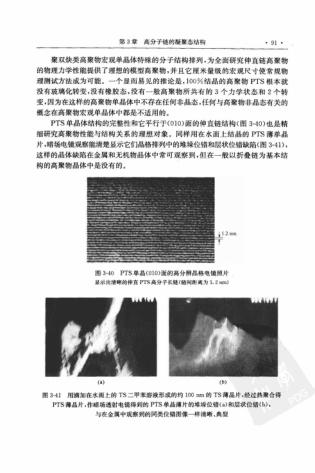 第3章 高分子链的凝聚态结构 · 91 ·
聚双炔类高聚物宏观单晶体特殊的分子结构排列,为全面研究伸直链高聚物
的物理力学性能提供了理想的模型高聚物,并且它厘米量级的宏观尺寸使常规物
理测试方法成为可能。一个显而易见的推论是,100%结晶的高聚物 PTS 根本就
没有玻璃化转变,没有橡胶态,没有一般高聚物所共有的 3 个力学状态和 2 个转
变,因为在这样的高聚物单晶体中不存在任何非晶态,任何与高聚物非晶态有关的
概念在高聚物宏观单晶体中都是不适用的。
PTS 单晶体结构的完整性和它平行于(010)面的伸直链结构(图 3-40)也是精
细研究高聚物性能与结构关系的理想对象。同样用在水面上结晶的 PTS 薄单晶
片,暗场电镜观察能清楚显示它们晶格排列中的堆垛位错和层状位错缺陷(图 3-41),
这样的晶体缺陷在金属和无机物晶体中常可观察到,但在一般以折叠链为基本结
构的高聚物晶体中是没有的。
1.2 nm
图 3-40 PTS 单晶(010)面的高分辨晶格电镜照片
显示出清晰的伸直 PTS 高分子长链(链间距离为 1.2 nm)
(a) (b)
图 3-41 用滴加在水面上的 TS 二甲苯溶液形成的约 100 nm 的 TS 薄晶片,经过热聚合得
PTS 薄晶片,作暗场透射电镜得到的 PTS 单晶薄片的堆垛位错(a)和层状位错(b),
与在金属中观察到的同类位错图像一样清晰、典型